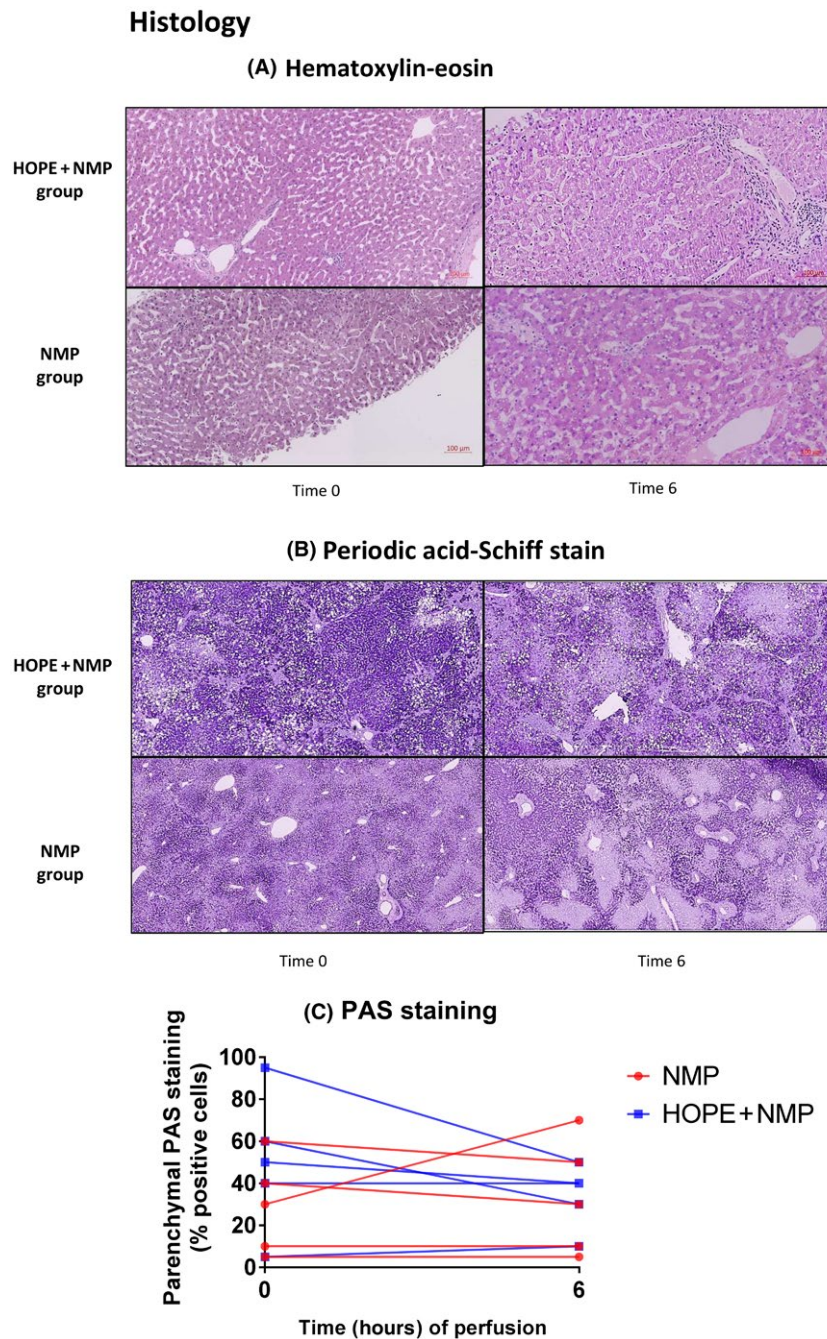 Histology
(A) Hematoxylin-eosin
HOPE + NMP
group
100 µm
NMP
group
100 µm
Time 0
Time 6
(B) Periodic acid-Schiff stain
HOPE + NMP
group
NMP
group
Time 0
Time 6
(C) PAS staining
Parenchymal PAS staining
(% positive cells)
100
80
60
40
20
0
0
6
Time (hours) of perfusion
NMP
HOPE+NMP